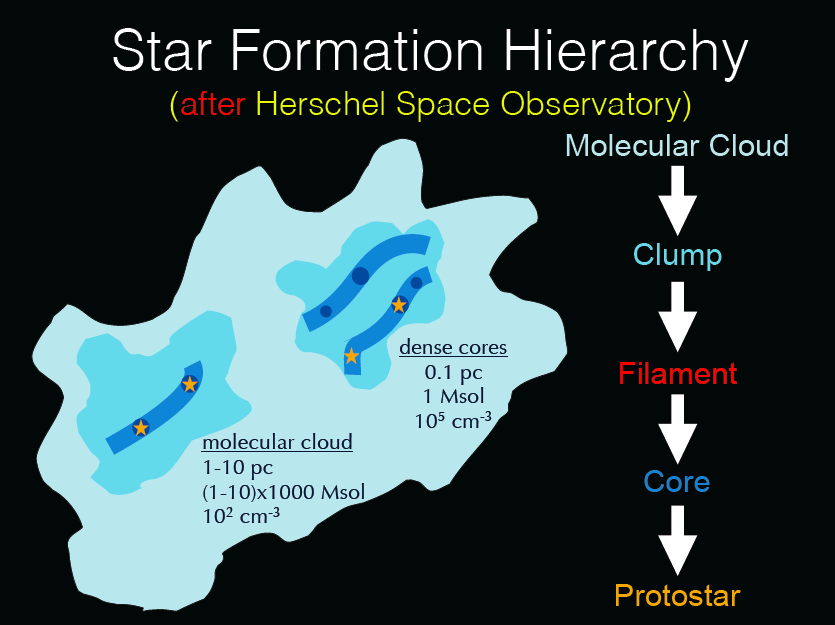 Star Formation Hierarchy
(after Herschel Space Observatory)
Molecular Cloud
Clump
Filament
Core
Protostar
dense cores
0.1 pc
1 Msol
10⁵ cm⁻³
molecular cloud
1-10 pc
(1-10)x1000 Msol
10² cm⁻³